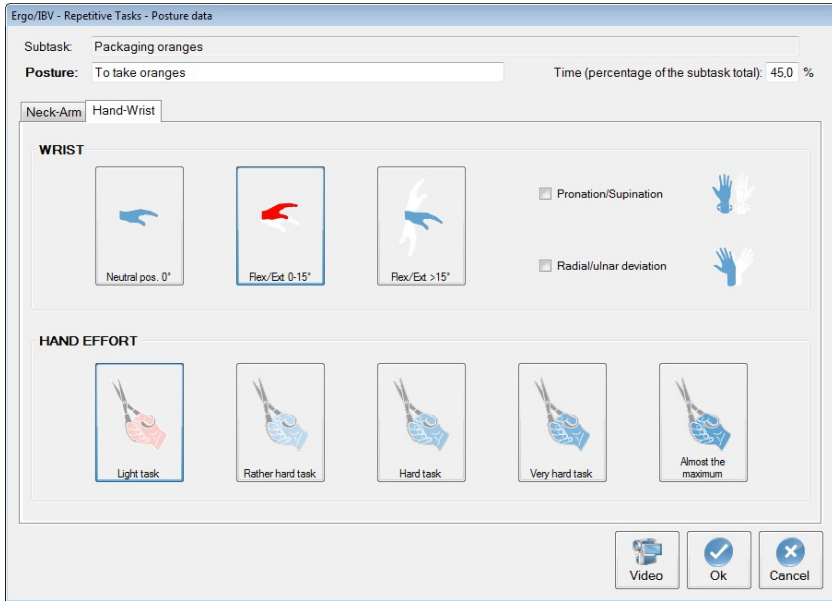 Ergo/IBV - Repetitive Tasks - Posture data
Subtask: Packaging oranges
Posture: To take oranges Time (percentage of the subtask total): 45,0 %
Neck-Arm Hand-Wrist
WRIST
Pronation/Supination
Radial/ulnar deviation
Neutral pos. 0° Flex/Ext 0-15° Flex/Ext >15°
HAND EFFORT
Light task Rather hard task Hard task Very hard task Almost the
maximum
Video Ok Cancel